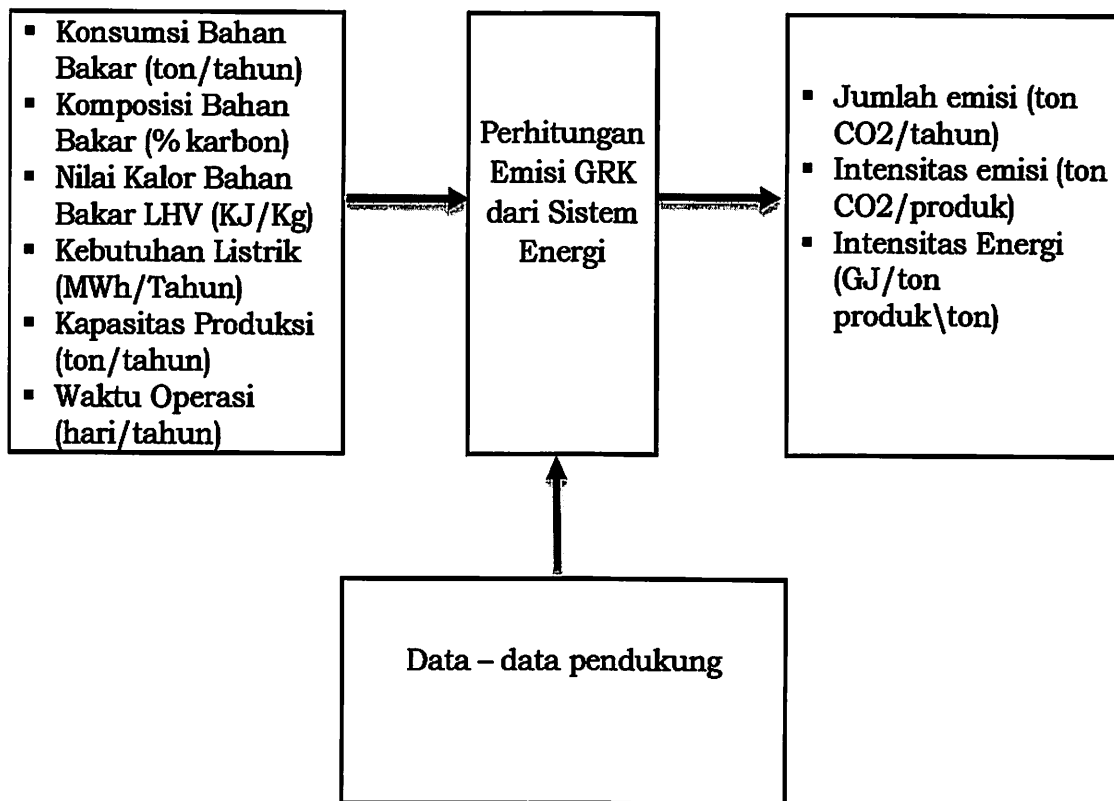 ▪ Konsumsi Bahan
Bakar (ton/tahun)
▪ Komposisi Bahan
Bakar (% karbon)
▪ Nilai Kalor Bahan
Bakar LHV (KJ/Kg)
▪ Kebutuhan Listrik
(MWh/Tahun)
▪ Kapasitas Produksi
(ton/tahun)
▪ Waktu Operasi
(hari/tahun)
Perhitungan
Emisi GRK
dari Sistem
Energi
▪ Jumlah emisi (ton
CO2/tahun)
▪ Intensitas emisi (ton
CO2/produk)
▪ Intensitas Energi
(GJ/ton
produk\ton)
Data – data pendukung